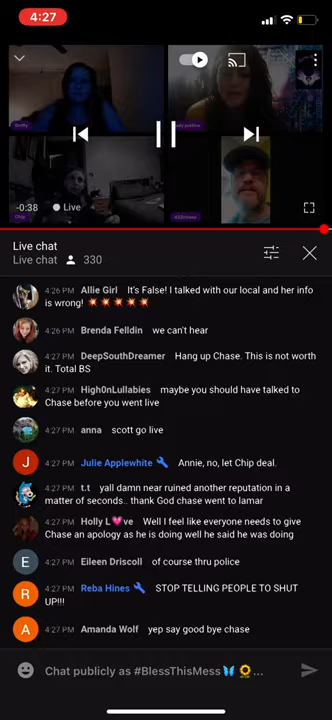 4:27
-0:38
Live
Chip
Live chat
Live chat 330
4:26 PM Allie Girl It's False! I talked with our local and her info
is wrong! 💥💥💥💥💥
4:26 PM Brenda Felldin we can't hear
4:27 PM DeepSouthDreamer Hang up Chase. This is not worth
it. Total BS
4:27 PM High0nLullabies maybe you should have talked to
Chase before you went live
4:27 PM anna scott go live
J
4:27 PM Julie Applewhite Annie, no, let Chip deal.
4:27 PM t.t yall damn near ruined another reputation in a
matter of seconds.. thank God chase went to lamar
4:27 PM Holly L💗ve Well I feel like everyone needs to give
Chase an apology as he is doing well he said he was doing
E
4:27 PM Eileen Driscoll of course thru police
R
4:27 PM Reba Hines STOP TELLING PEOPLE TO SHUT
UP!!!
A
4:27 PM Amanda Wolf yep say good bye chase
Chat publicly as #BlessThisMess🦋🌻...